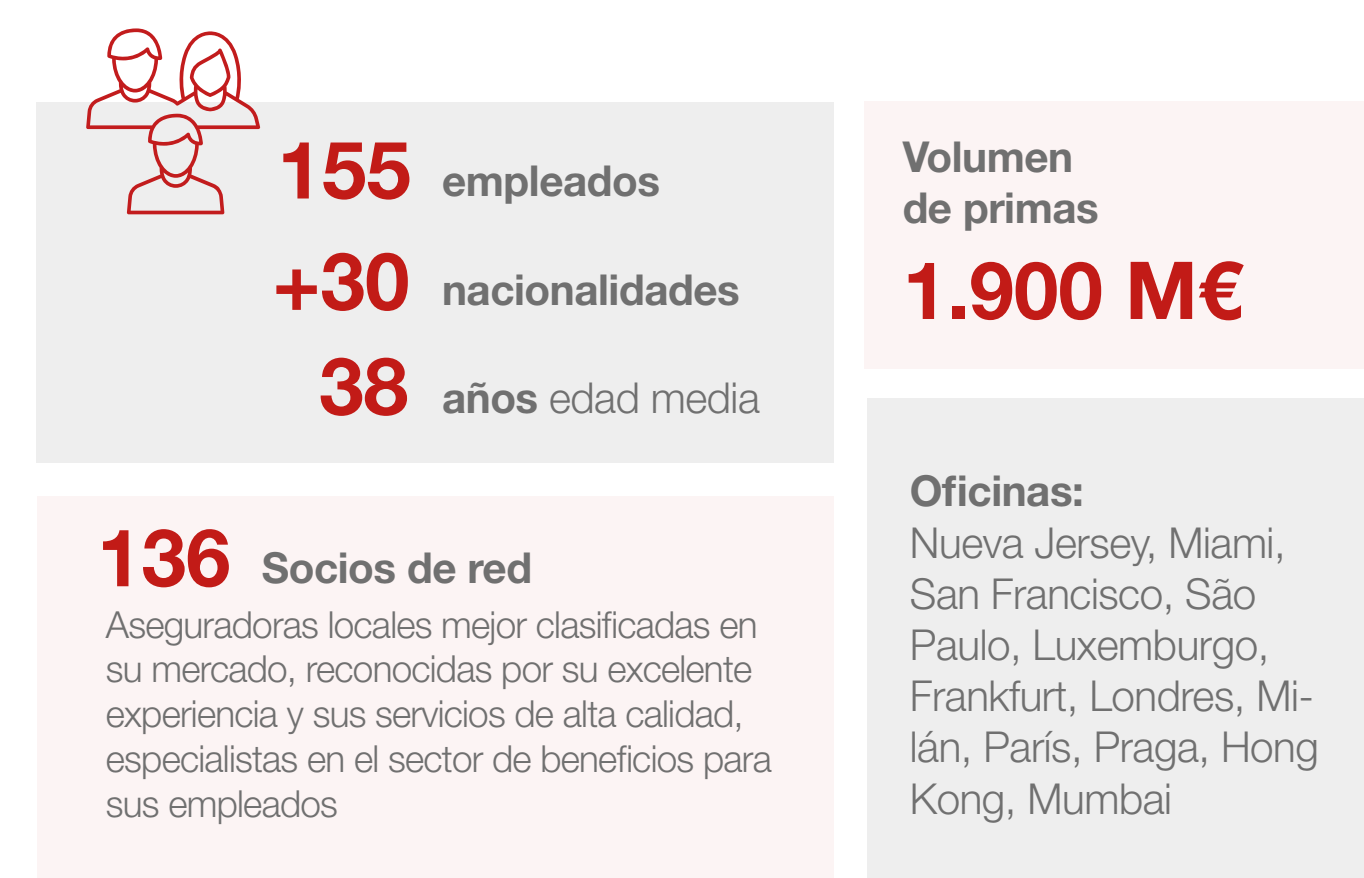 155 empleados
+30 nacionalidades
38 años edad media
136 Socios de red
Aseguradoras locales mejor clasificadas en
su mercado, reconocidas por su excelente
experiencia y sus servicios de alta calidad,
especialistas en el sector de beneficios para
sus empleados
Volumen
de primas
1.900 M€
Oficinas:
Nueva Jersey, Miami,
San Francisco, São
Paulo, Luxemburgo,
Frankfurt, Londres, Mi-
lán, París, Praga, Hong
Kong, Mumbai